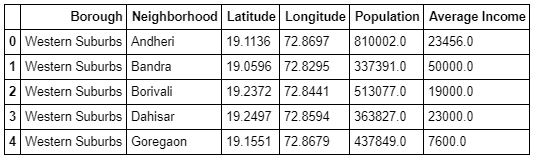 Borough Neighborhood Latitude Longitude Population Average Income
0 Western Suburbs Andheri 19.1136 72.8697 810002.0 23456.0
1 Western Suburbs Bandra 19.0596 72.8295 337391.0 50000.0
2 Western Suburbs Borivali 19.2372 72.8441 513077.0 19000.0
3 Western Suburbs Dahisar 19.2497 72.8594 363827.0 23000.0
4 Western Suburbs Goregaon 19.1551 72.8679 437849.0 7600.0